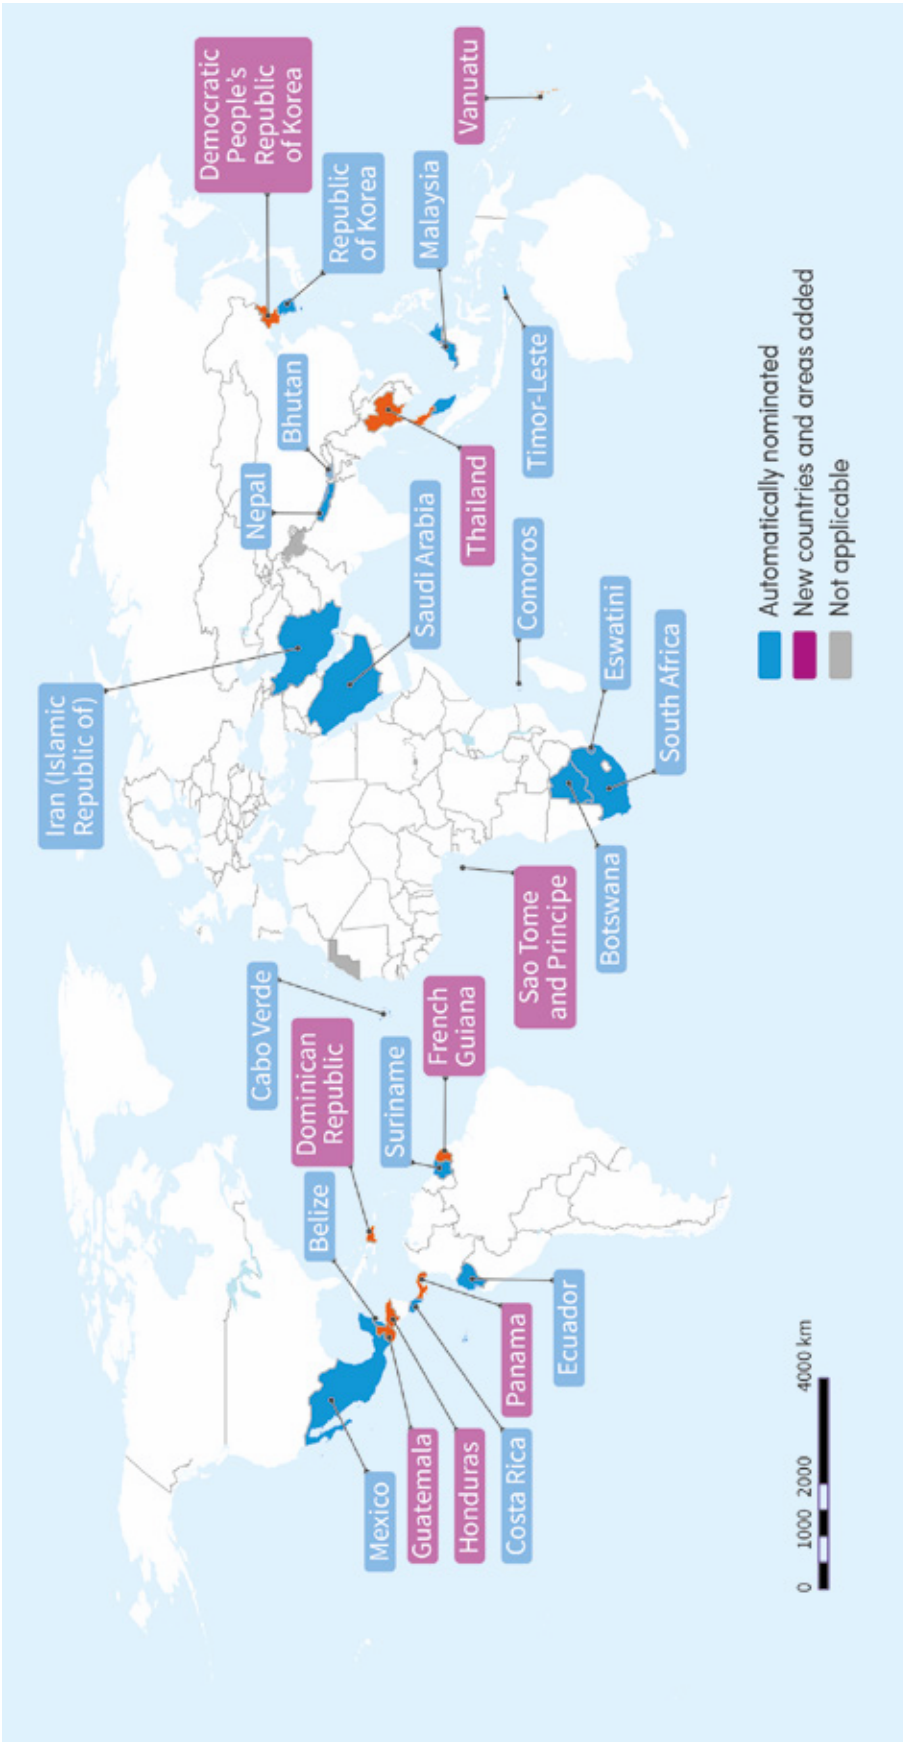 Iran (Islamic
Republic of)
Democratic
People's
Republic
of Korea
Republic
of Korea
Nepal
Bhutan
Cabo Verde
Dominican
Republic
Belize
Suriname
French
Guiana
Saudi Arabia
Malaysia
Vanuatu
Thailand
Mexico
Guatemala
Honduras
Costa Rica
Panama
Ecuador
Sao Tome
and Principe
Botswana
Comoros
Eswatini
South Africa
Timor-Leste
0 1000 2000 4000 km
Automatically nominated
New countries and areas added
Not applicable